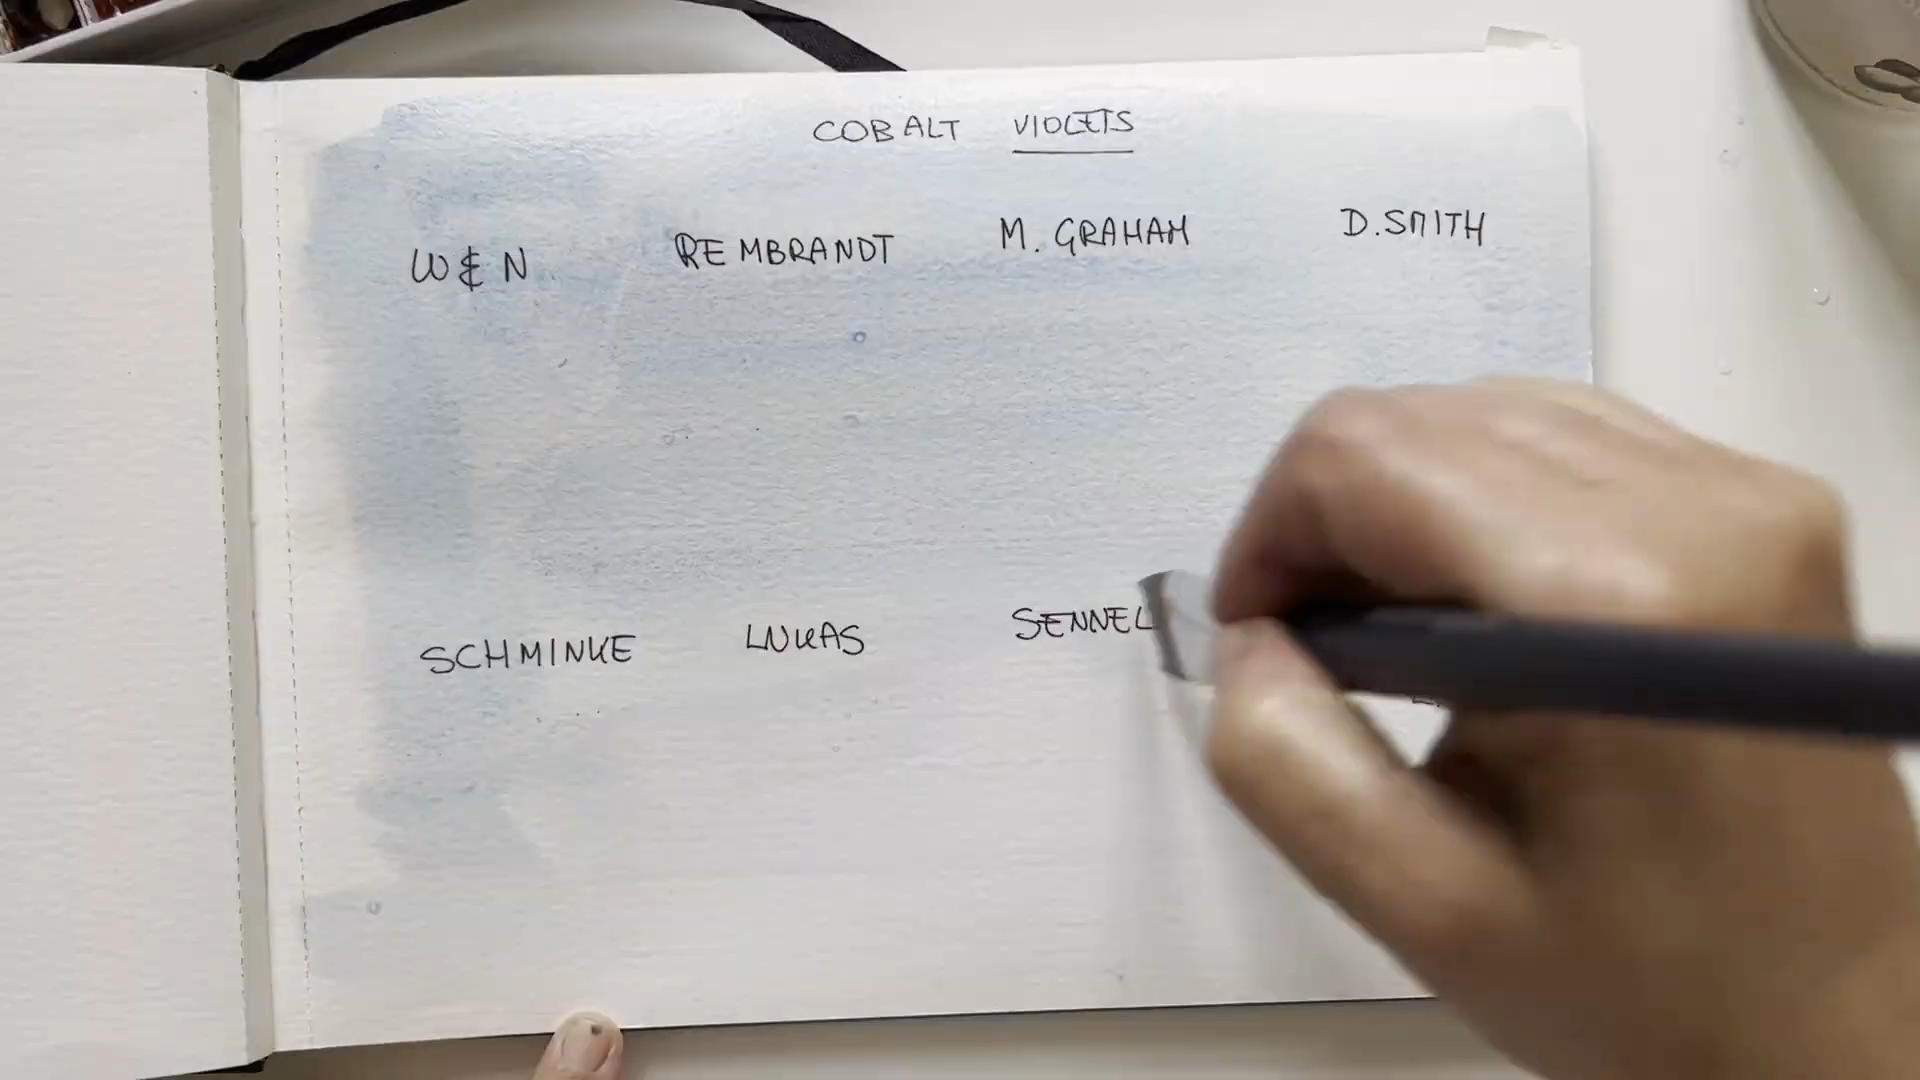 COBALT VIOLETS
W & N REMBRANDT M. GRAHAM D.SMITH
SCHMINKE LUKAS SENNEL